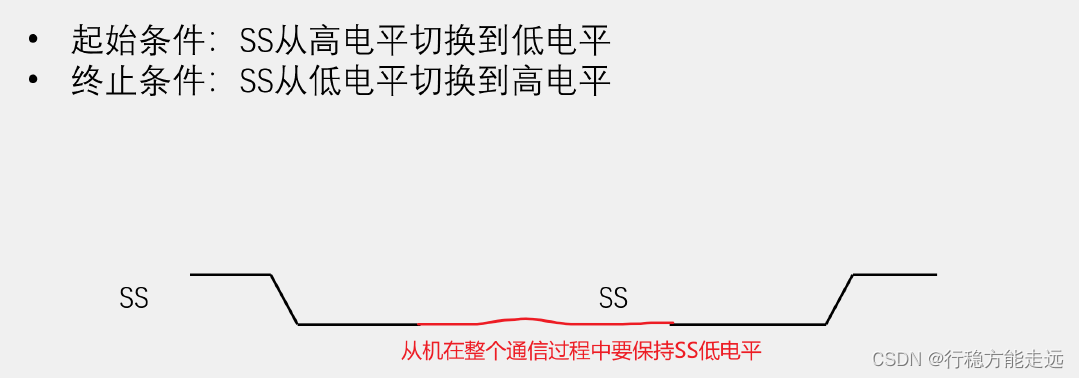 • 起始条件：SS从高电平切换到低电平
• 终止条件：SS从低电平切换到高电平
SS SS
从机在整个通信过程中要保持SS低电平
CSDN @行稳方能走远